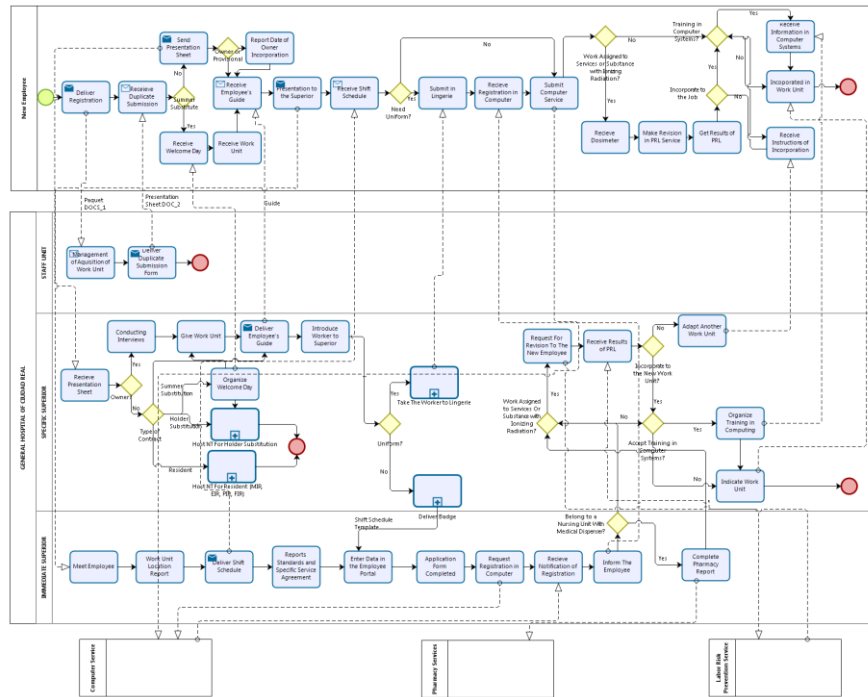 New Employee
Send
Presentation
Sheet
Owner or
Provisional
Report Date of
Owner
Incorporation
Deliver
Registration
Receieve
Duplicate
Submission
No
Summer
Substitute
Yes
Receive
Welcome Day
Receive Work
Unit
Receive
Employee's
Guide
Presentation to
the Superior
Receive Shift
Schedule
Need
Uniform?
Yes
No
Submit in
Lingerie
Recieve
Registration in
Computer
Submit
Computer
Service
No
Work Assigned
to Services or
Substance with
Ionizing
Radiation?
Yes
Recieve
Dosimeter
Make Revision
in PRL Service
Get Results of
PRL
Incorporate to
the Job
Yes
No
Training in
Computer
Systems?
Yes
No
Receive
Information in
Computer
Systems
Incorporated in
Work Unit
Receive
Instructions of
Incorporation
Paquet
DOCS_1
Presentation
Sheet DOC_2
Guide
GENERAL HOSPITAL OF CIUDAD REAL
STAFF UNIT
Management
of Aquisition of
Work Unit
Deliver
Duplicate
Submission
Form
SPECIFIC SUPERIOR
Recieve
Presentation
Sheet
Owner?
Yes
No
Conducting
Interviews
Give Work Unit
Deliver
Employee's
Guide
Introduce
Worker to
Superior
Type of
Contract
Summer
Substitution
Holder
Substitution
Resident
Organize
Welcome Day
Host NT For Holder Substitution
Host NT For Resident (MIR,
EIR, PIR, FIR)
Uniform?
Yes
No
Take The Worker to Lingerie
Deliver Badge
Request For
Revision To The
New Employee
Receive Results
of PRL
Work Assigned
to Services Or
Substance with
Ionizing
Radiation?
Yes
No
Incorporate to
the New Work
Unit?
No
Yes
Adapt Another
Work Unit
Accept Training in
Computer
Systems?
Yes
No
Organize
Training in
Computing
Indicate Work
Unit
IMMEDIATE SUPERIOR
Shift Schedule
Template
Meet Employee
Work Unit
Location
Report
Deliver Shift
Schedule
Reports
Standards and
Specific Service
Agreement
Enter Data in
the Employee
Portal
Application
Form
Completed
Request
Registration in
Computer
Recieve
Notification of
Registration
Inform The
Employee
Belong to a
Nursing Unit With
Medical Dispenser?
Yes
Complete
Pharmacy
Report
Computer Service
Pharmacy Services
Labor Risk
Prevention Service